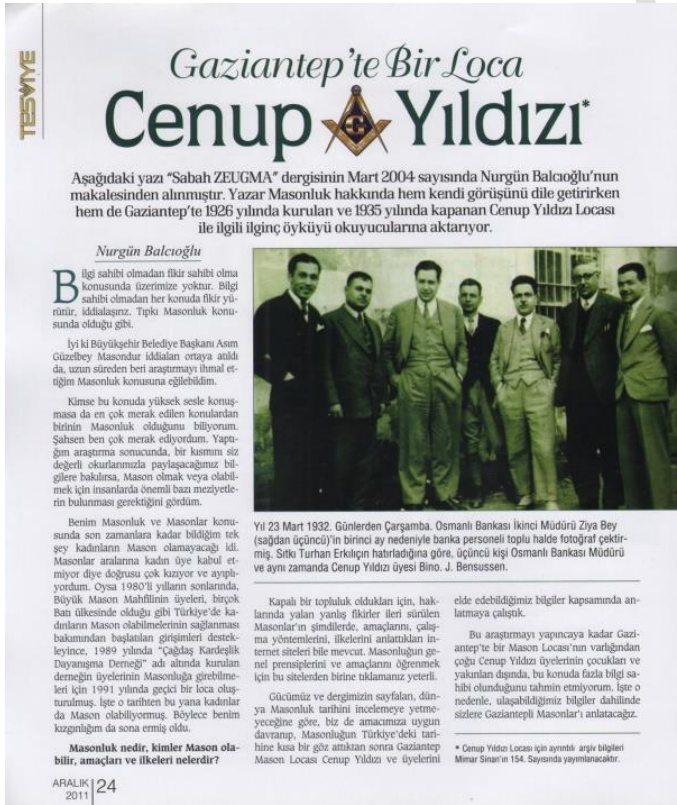 TESVİYE
Gaziantep'te Bir Loca
Cenup G Yıldızı*
Aşağıdaki yazı "Sabah ZEUGMA" dergisinin Mart 2004 sayısında Nurgün Balcıoğlu'nun
makalesinden alınmıştır. Yazar Masonluk hakkında hem kendi görüşünü dile getirirken
hem de Gaziantep'te 1926 yılında kurulan ve 1935 yılında kapanan Cenup Yıldızı Locası
ile ilgili ilginç öyküyü okuyucularına aktarıyor.
Nurgün Balcıoğlu
Bilgi sahibi olmadan fikir sahibi olma
konusunda üzerimize yoktur. Bilgi
sahibi olmadan her konuda fikir yü-
rütür, iddialaşırız. Tıpkı Masonluk konu-
sunda olduğu gibi.
İyi ki Büyükşehir Belediye Başkanı Asım
Güzelbey Masondur iddiaları ortaya atıldı
da, uzun süreden beri araştırmayı ihmal et-
tiğim Masonluk konusuna eğilebildim.
Kimse bu konuda yüksek sesle konuş-
masa da en çok merak edilen konulardan
birinin Masonluk olduğunu biliyorum.
Şahsen ben çok merak ediyordum. Yaptı-
ğım araştırma sonucunda, bir kısmını siz
değerli okurlarımızla paylaşacağımız bil-
gilere bakılırsa, Mason olmak veya olabil-
mek için insanlarda önemli bazı meziyetle-
rin bulunması gerektiğini gördüm.
Benim Masonluk ve Masonlar konu-
sunda son zamanlara kadar bildiğim tek
şey kadınların Mason olamayacağı idi.
Masonlar aralarına kadın üye kabul et-
miyor diye doğrusu çok kızıyor ve ayıplı-
yordum. Oysa 1980'li yılların sonlarında,
Büyük Mason Mahfilinin üyeleri, birçok
Batı ülkesinde olduğu gibi Türkiye'de ka-
dınların Mason olabilmelerinin sağlanması
bakımından başlatılan girişimleri destek-
leyince, 1989 yılında "Çağdaş Kardeşlik
Dayanışma Derneği" adı altında kurulan
derneğin üyelerinin Masonluğa girebilme-
leri için 1991 yılında geçici bir loca oluş-
turulmuş. İşte o tarihten bu yana kadınlar
da Mason olabiliyormuş. Böylece benim
kızgınlığım da sona ermiş oldu.
Masonluk nedir, kimler Mason ola-
bilir, amaçları ve ilkeleri nelerdir?
Yıl 23 Mart 1932. Günlerden Çarşamba. Osmanlı Bankası İkinci Müdürü Ziya Bey
(sağdan üçüncü)'in birinci ay nedeniyle banka personeli toplu halde fotoğraf çektir-
miş. Sıtkı Turhan Erkılıçın hatırladığına göre, üçüncü kişi Osmanlı Bankası Müdürü
ve aynı zamanda Cenup Yıldızı üyesi Bino. J. Bensussen.
Kapalı bir topluluk oldukları için, hak-
larında yalan yanlış fikirler ileri sürülen
Masonlar'ın şimdilerde, amaçlarını, çalış-
ma yöntemlerini, ilkelerini anlattıkları in-
ternet siteleri bile mevcut. Masonluğun ge-
nel prensiplerini ve amaçlarını öğrenmek
için bu sitelerden birine tıklamanız yeterli.
Gücümüz ve dergimizin sayfaları, dün-
ya Masonluk tarihini incelemeye yetme-
yeceğine göre, biz de amacımıza uygun
davranıp, Masonluğun Türkiye'deki tari-
hine kısa bir göz attıktan sonra Gaziantep
Mason Locası Cenup Yıldızı ve üyelerini
elde edebildiğimiz bilgiler kapsamında an-
latmaya çalıştık.
Bu araştırmayı yapıncaya kadar Gazi-
antep'te bir Mason Locası'nın varlığından
çoğu Cenup Yıldızı üyelerinin çocukları ve
yakınları dışında, bu konuda fazla bilgi sa-
hibi olunduğunu tahmin etmiyorum. İşte o
nedenle, ulaşabildiğimiz bilgiler dahilinde
sizlere Gaziantepli Masonlar'ı anlatacağız.
* Cenup Yıldızı Locası için ayrıntılı arşiv bilgileri
Mimar Sinan'ın 154. Sayısında yayımlanacaktır.
ARALIK
2011 24